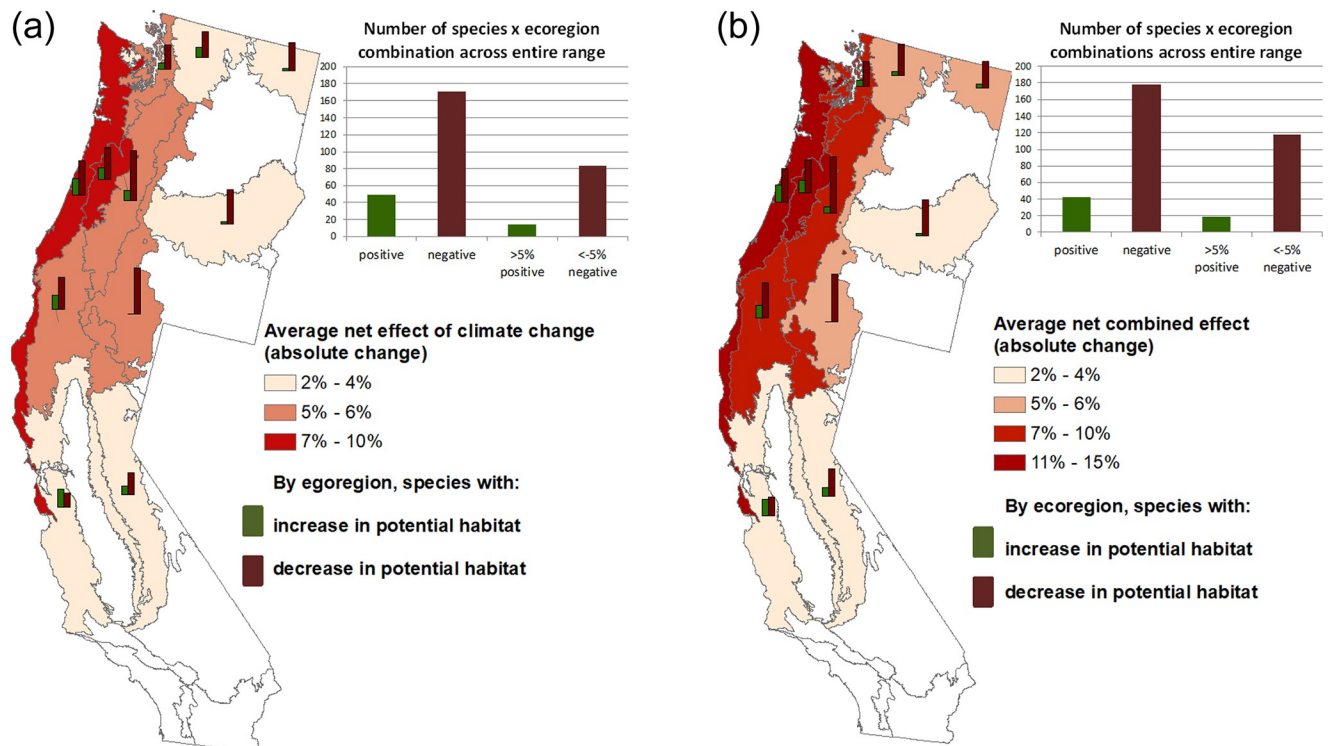 (a)
Number of species x ecoregion
combinations across entire range
200
180
160
140
120
100
80
60
40
20
0
positive
negative
>5%
positive
<-5%
negative
Average net effect of climate change
(absolute change)
2% - 4%
5% - 6%
7% - 10%
By egoregion, species with:
increase in potential habitat
decrease in potential habitat
(b)
Number of species x ecoregion
combinations across entire range
200
180
160
140
120
100
80
60
40
20
0
positive
negative
>5%
positive
<-5%
negative
Average net combined effect
(absolute change)
2% - 4%
5% - 6%
7% - 10%
11% - 15%
By ecoregion, species with:
increase in potential habitat
decrease in potential habitat